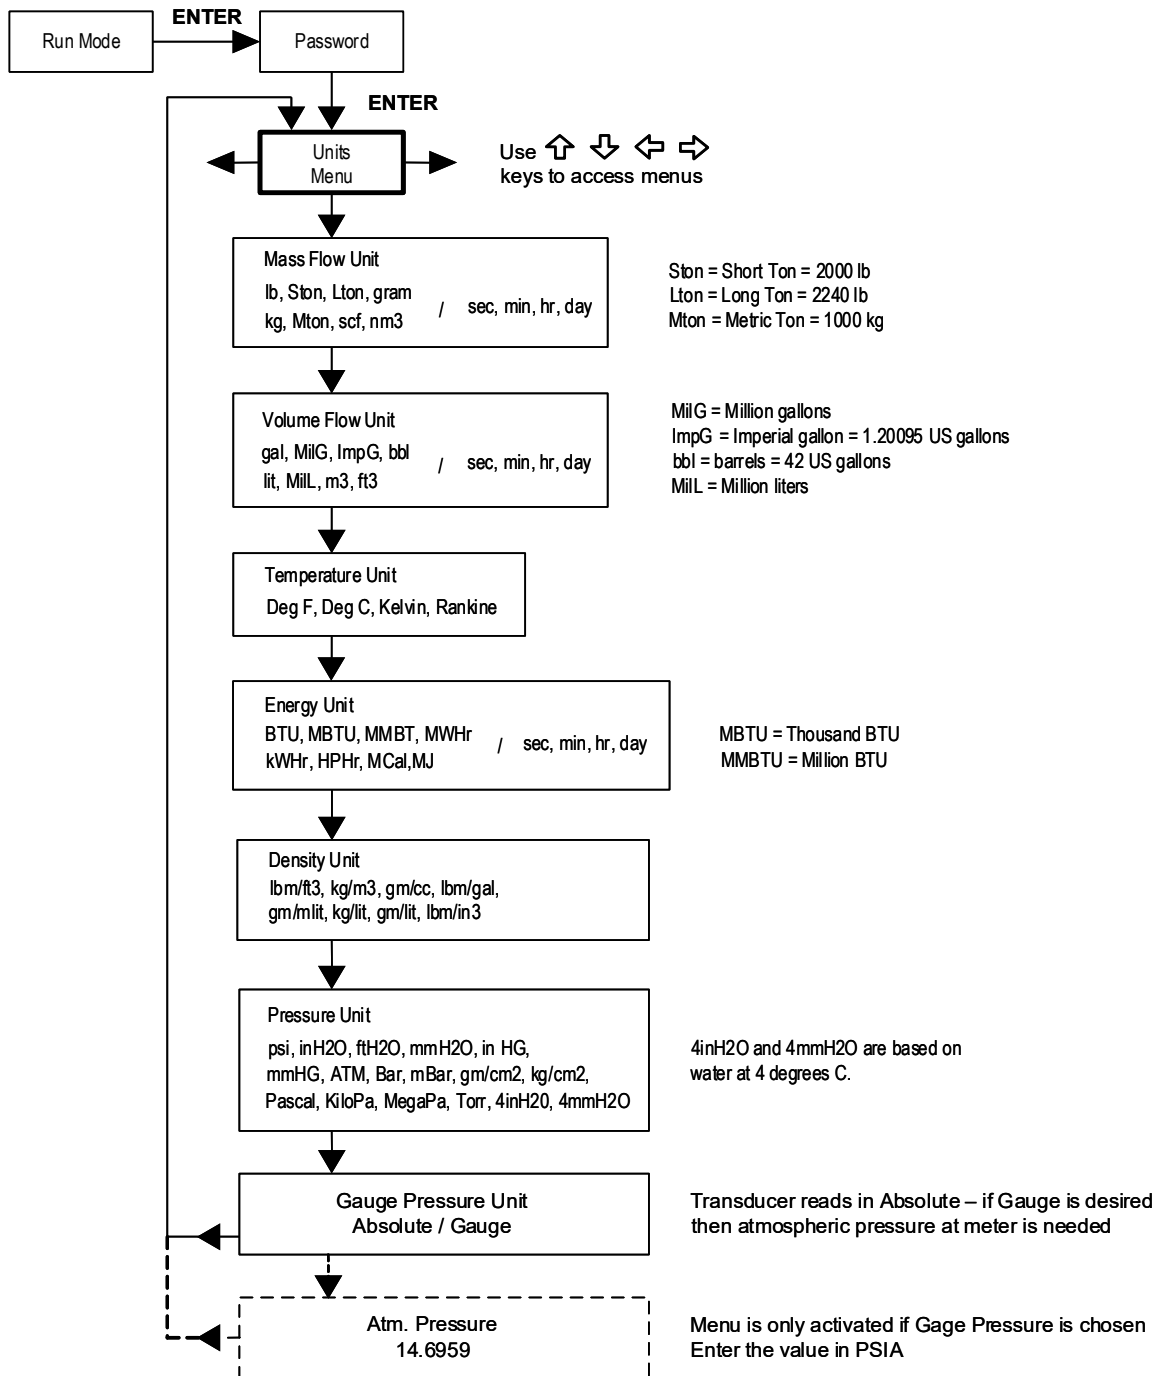 ENTER
Run Mode
Password
ENTER
Units
Menu
Use
keys to access menus
Mass Flow Unit
lb, Ston, Lton, gram
kg, Mton, scf, nm3
/ sec, min, hr, day
Ston = Short Ton = 2000 lb
Lton = Long Ton = 2240 lb
Mton = Metric Ton = 1000 kg
Volume Flow Unit
gal, MilG, ImpG, bbl
lit, MilL, m3, ft3
/ sec, min, hr, day
MilG = Million gallons
ImpG = Imperial gallon = 1.20095 US gallons
bbl = barrels = 42 US gallons
MilL = Million liters
Temperature Unit
Deg F, Deg C, Kelvin, Rankine
Energy Unit
BTU, MBTU, MMBT, MWHr
kWHr, HPHr, MCal,MJ
/ sec, min, hr, day
MBTU = Thousand BTU
MMBTU = Million BTU
Density Unit
lbm/ft3, kg/m3, gm/cc, lbm/gal,
gm/mlit, kg/lit, gm/lit, lbm/in3
Pressure Unit
psi, inH2O, ftH2O, mmH2O, in HG,
mmHG, ATM, Bar, mBar, gm/cm2, kg/cm2,
Pascal, KiloPa, MegaPa, Torr, 4inH20, 4mmH2O
4inH2O and 4mmH2O are based on
water at 4 degrees C.
Gauge Pressure Unit
Absolute / Gauge
Transducer reads in Absolute – if Gauge is desired
then atmospheric pressure at meter is needed
Atm. Pressure
14.6959
Menu is only activated if Gage Pressure is chosen
Enter the value in PSIA